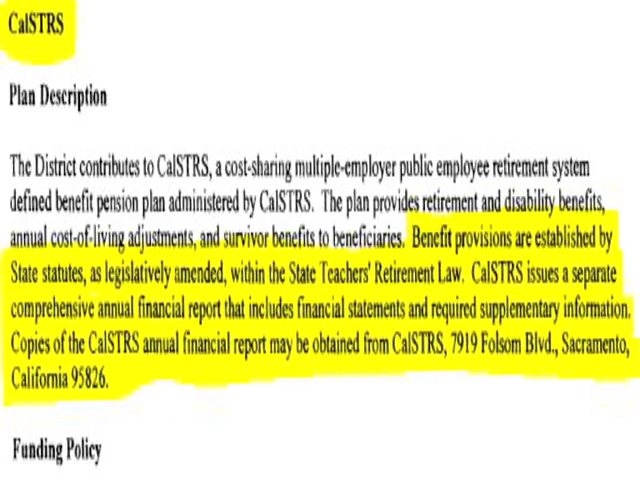 CalSTRS
Plan Description
The District contributes to CalSTRS, a cost-sharing multiple-employer public employee retirement system
defined benefit pension plan administered by CalSTRS. The plan provides retirement and disability benefits,
annual cost-of-living adjustments, and survivor benefits to beneficiaries. Benefit provisions are established by
State statutes, as legislatively amended, within the State Teachers' Retirement Law. CalSTRS issues a separate
comprehensive annual financial report that includes financial statements and required supplementary information.
Copies of the CalSTRS annual financial report may be obtained from CalSTRS, 7919 Folsom Blvd., Sacramento,
California 95826.
Funding Policy